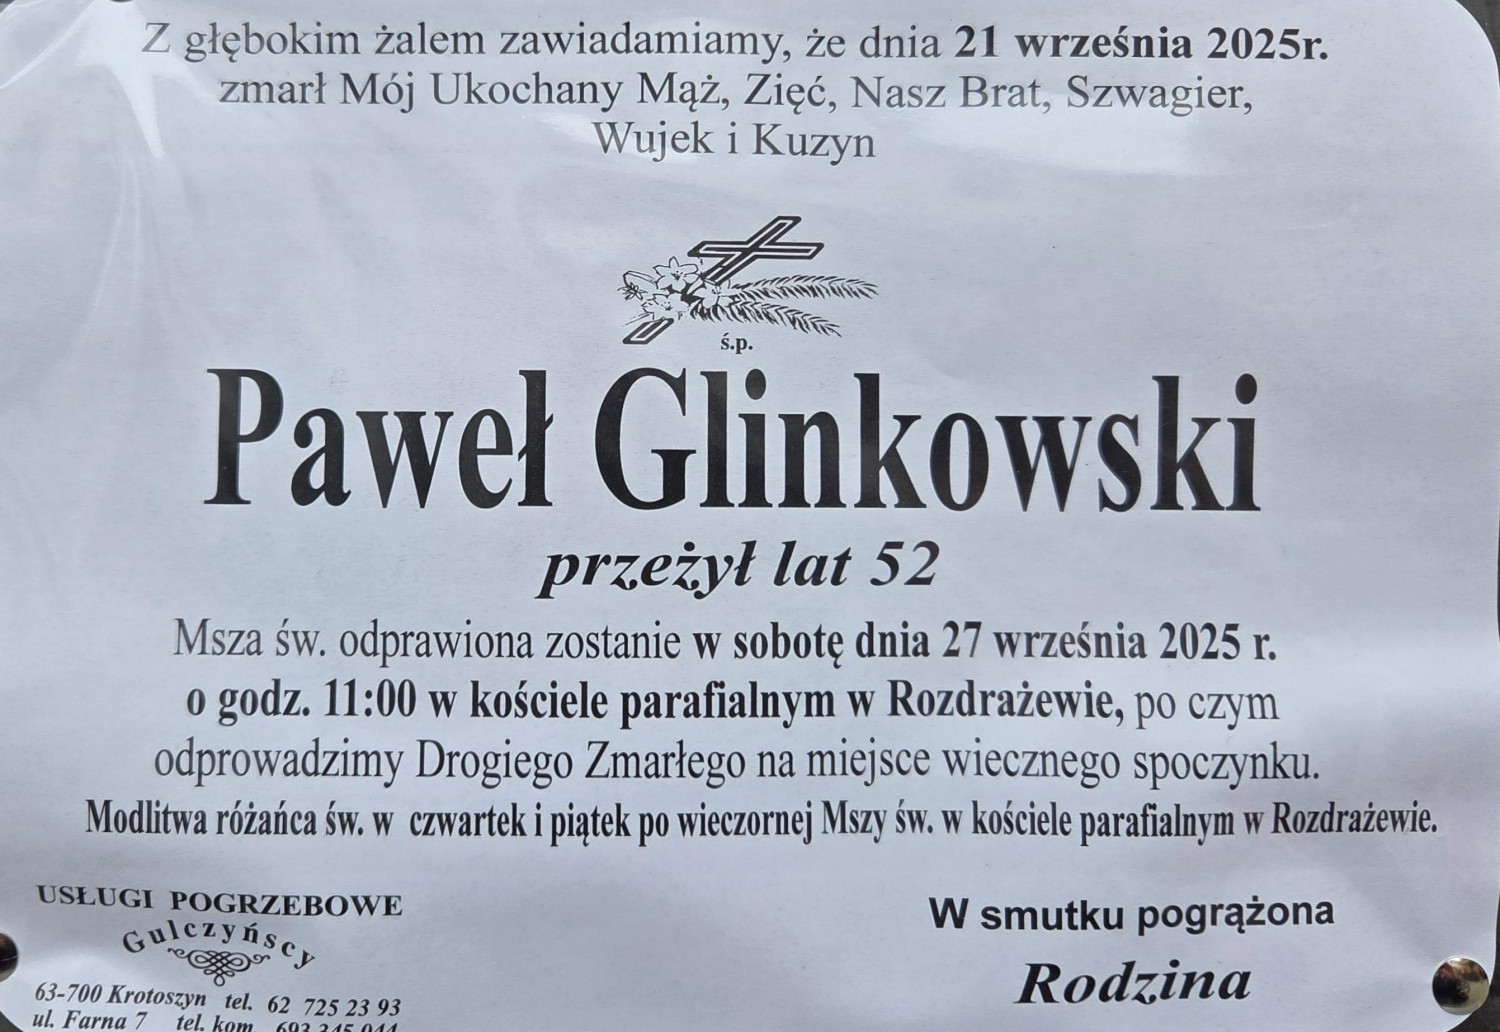 Z głębokim żalem zawiadamiamy, że dnia 21 września 2025r.
zmarł Mój Ukochany Mąż, Zięć, Nasz Brat, Szwagier,
Wujek i Kuzyn
ś.p.
Paweł Glinkowski
przeżył lat 52
Msza św. odprawiona zostanie w sobotę dnia 27 września 2025 r.
o godz. 11:00 w kościele parafialnym w Rozdrażewie, po czym
odprowadzimy Drogiego Zmarłego na miejsce wiecznego spoczynku.
Modlitwa różańca św. w czwartek i piątek po wieczornej Mszy św. w kościele parafialnym w Rozdrażewie.
USŁUGI POGRZEBOWE
Gulczyńscy
63-700 Krotoszyn tel. 62 725 23 93
ul. Farna 7 tel. kom. 693 345 044
W smutku pogrążona
Rodzina